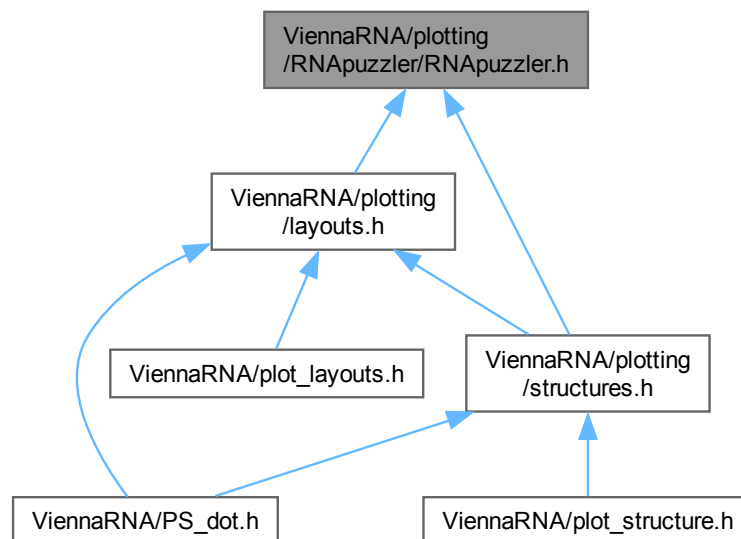 ViennaRNA/plotting
/RNApuzzler/RNApuzzler.h
ViennaRNA/plotting
/layouts.h
ViennaRNA/plot_layouts.h
ViennaRNA/plotting
/structures.h
ViennaRNA/PS_dot.h
ViennaRNA/plot_structure.h